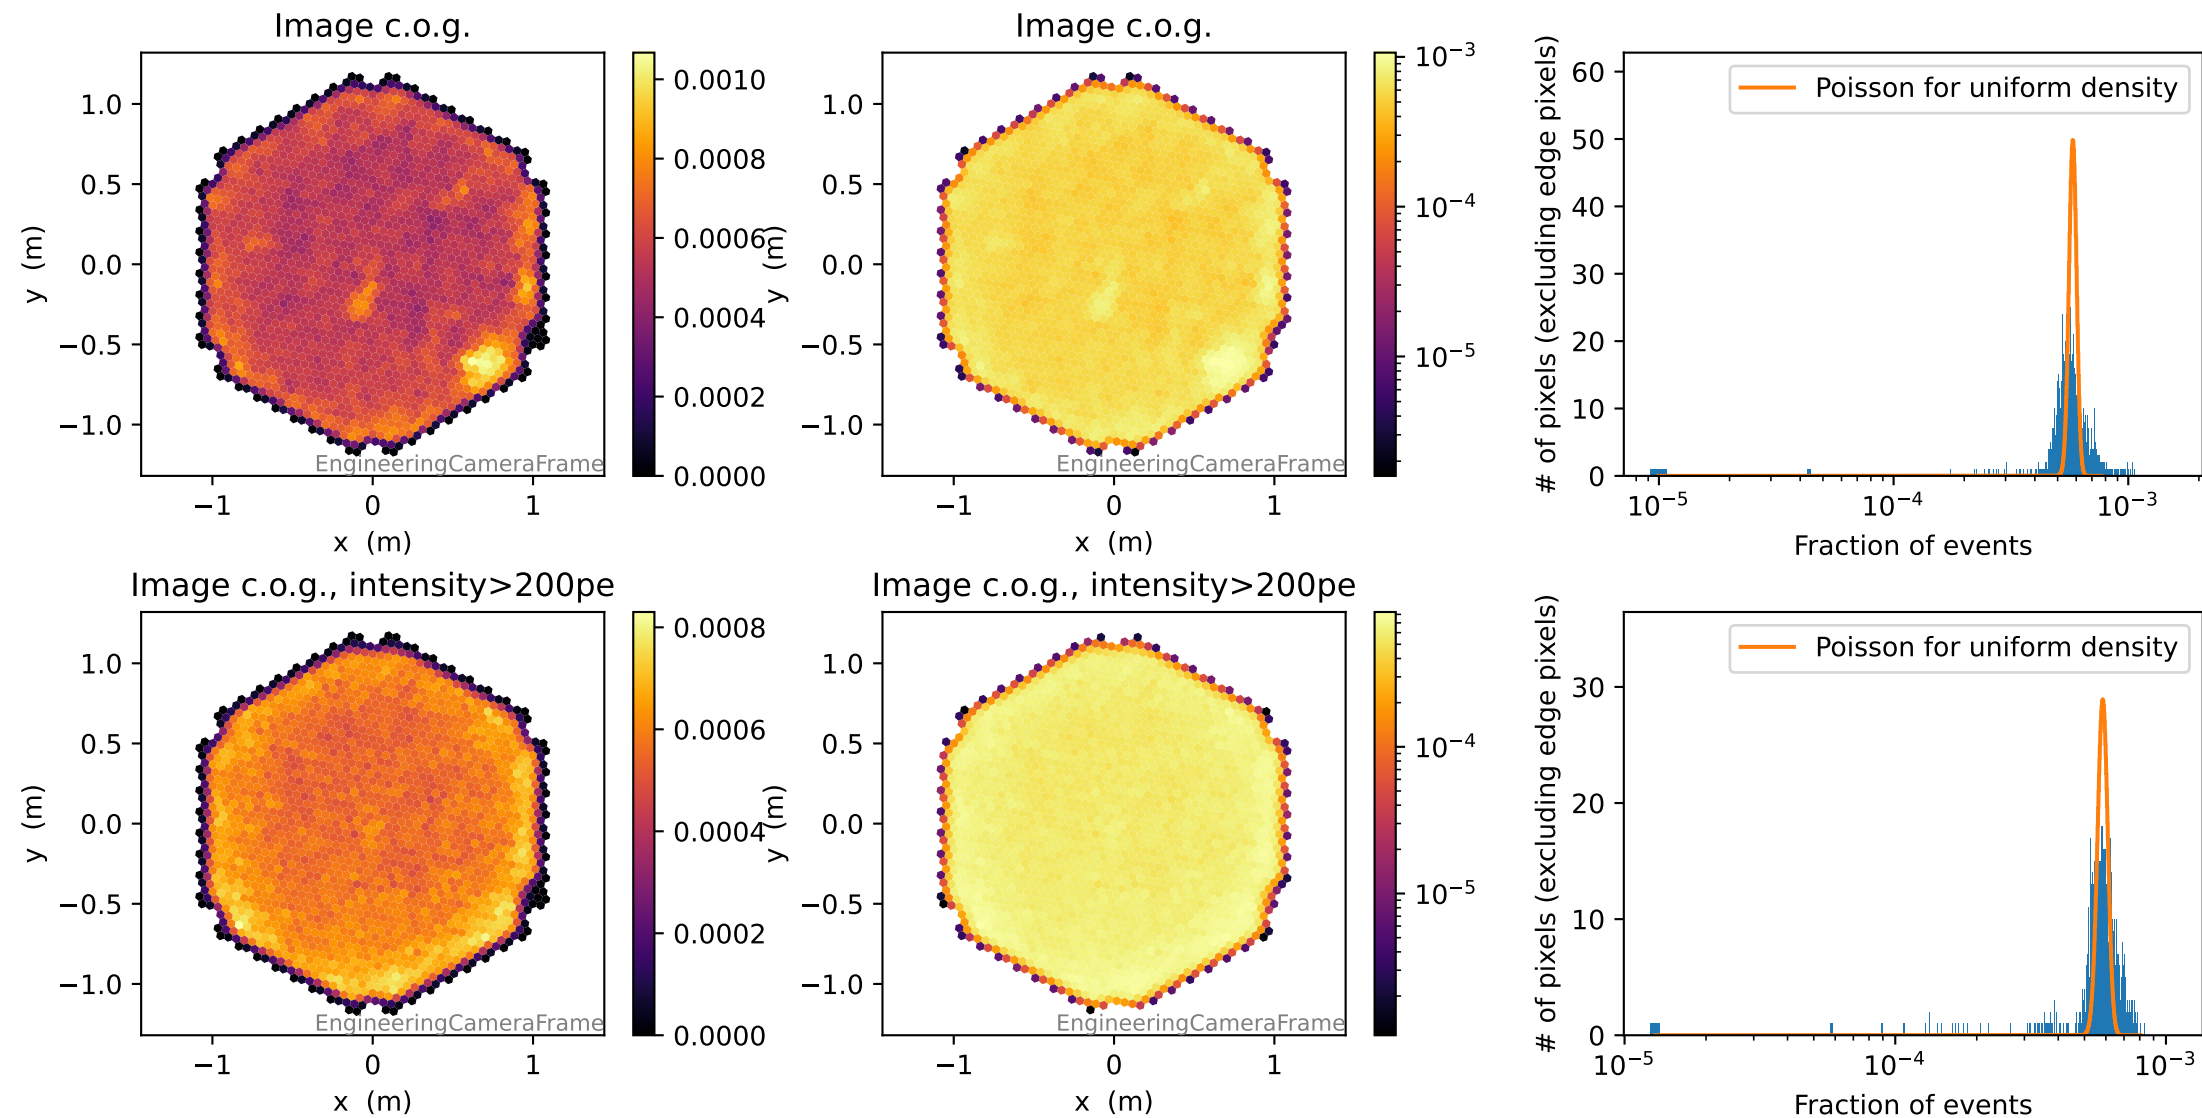 Image c.o.g.
y (m)
1.0
0.5
0.0
−0.5
−1.0
−1
0
1
x (m)
EngineeringCameraFrame
0.0010
0.0008
0.0006
0.0004
0.0002
0.0000
Image c.o.g.
y (m)
1.0
0.5
0.0
−0.5
−1.0
−1
0
1
x (m)
EngineeringCameraFrame
10⁻³
10⁻⁴
10⁻⁵
# of pixels (excluding edge pixels)
60
50
40
30
20
10
0
Poisson for uniform density
10⁻⁵
10⁻⁴
10⁻³
Fraction of events
Image c.o.g., intensity>200pe
y (m)
1.0
0.5
0.0
−0.5
−1.0
−1
0
1
x (m)
EngineeringCameraFrame
0.0008
0.0006
0.0004
0.0002
0.0000
Image c.o.g., intensity>200pe
y (m)
1.0
0.5
0.0
−0.5
−1.0
−1
0
1
x (m)
EngineeringCameraFrame
10⁻⁴
10⁻⁵
# of pixels (excluding edge pixels)
30
20
10
0
Poisson for uniform density
10⁻⁵
10⁻⁴
10⁻³
Fraction of events